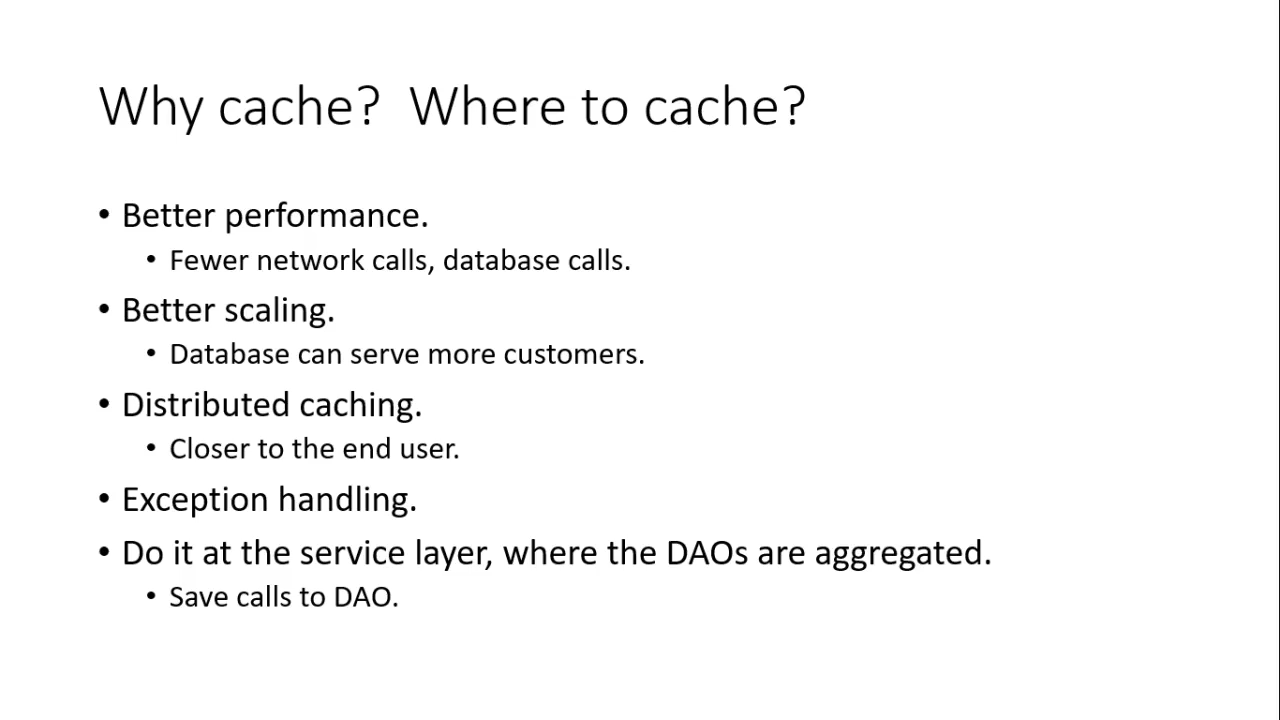 Why cache?  Where to cache?
• Better performance.
• Fewer network calls, database calls.
• Better scaling.
• Database can serve more customers.
• Distributed caching.
• Closer to the end user.
• Exception handling.
• Do it at the service layer, where the DAOs are aggregated.
• Save calls to DAO.